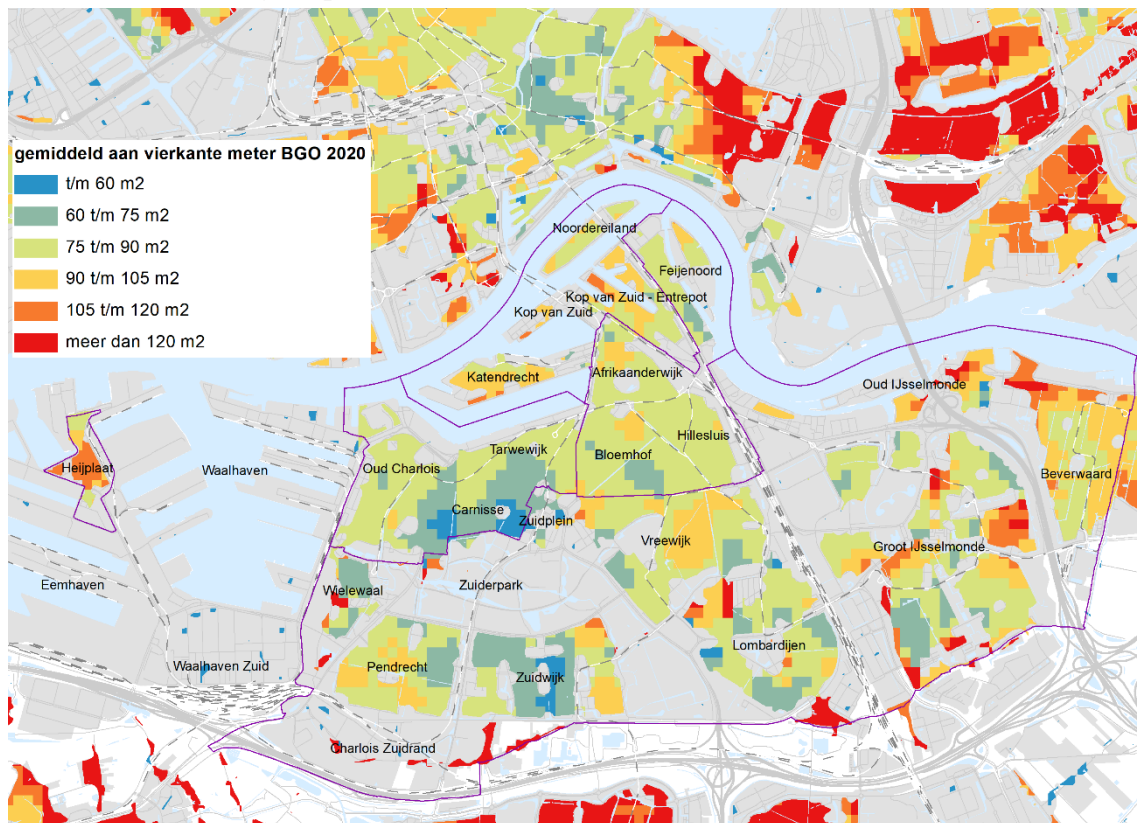 gemiddeld aan vierkante meter BGO 2020
t/m 60 m2
60 t/m 75 m2
75 t/m 90 m2
90 t/m 105 m2
105 t/m 120 m2
meer dan 120 m2
Noordereiland
Feijenoord
Kop van Zuid - Entrepot
Kop van Zuid
Katendrecht
Afrikaanderwijk
Oud IJsselmonde
Hillesluis
Tarwewijk
Bloemhof
Heijplaat
Waalhaven
Oud Charlois
Beverwaard
Carnisse
Zuidplein
Vreewijk
Groot IJsselmonde
Eemhaven
Wielewaal
Zuiderpark
Lombardijen
Waalhaven Zuid
Pendrecht
Zuidwijk
Charlois Zuidrand